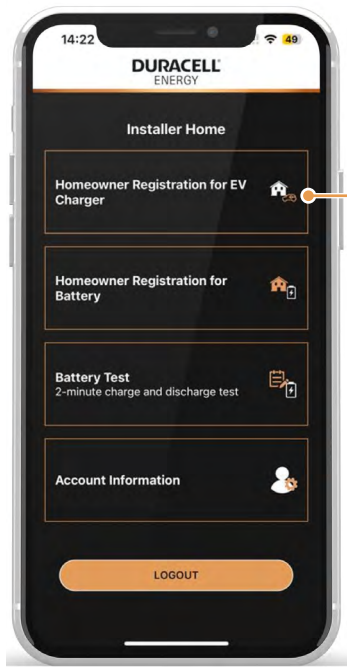 14:22
49
DURACELL
ENERGY
Installer Home
Homeowner Registration for EV
Charger
Homeowner Registration for
Battery
Battery Test
2-minute charge and discharge test
Account Information
LOGOUT